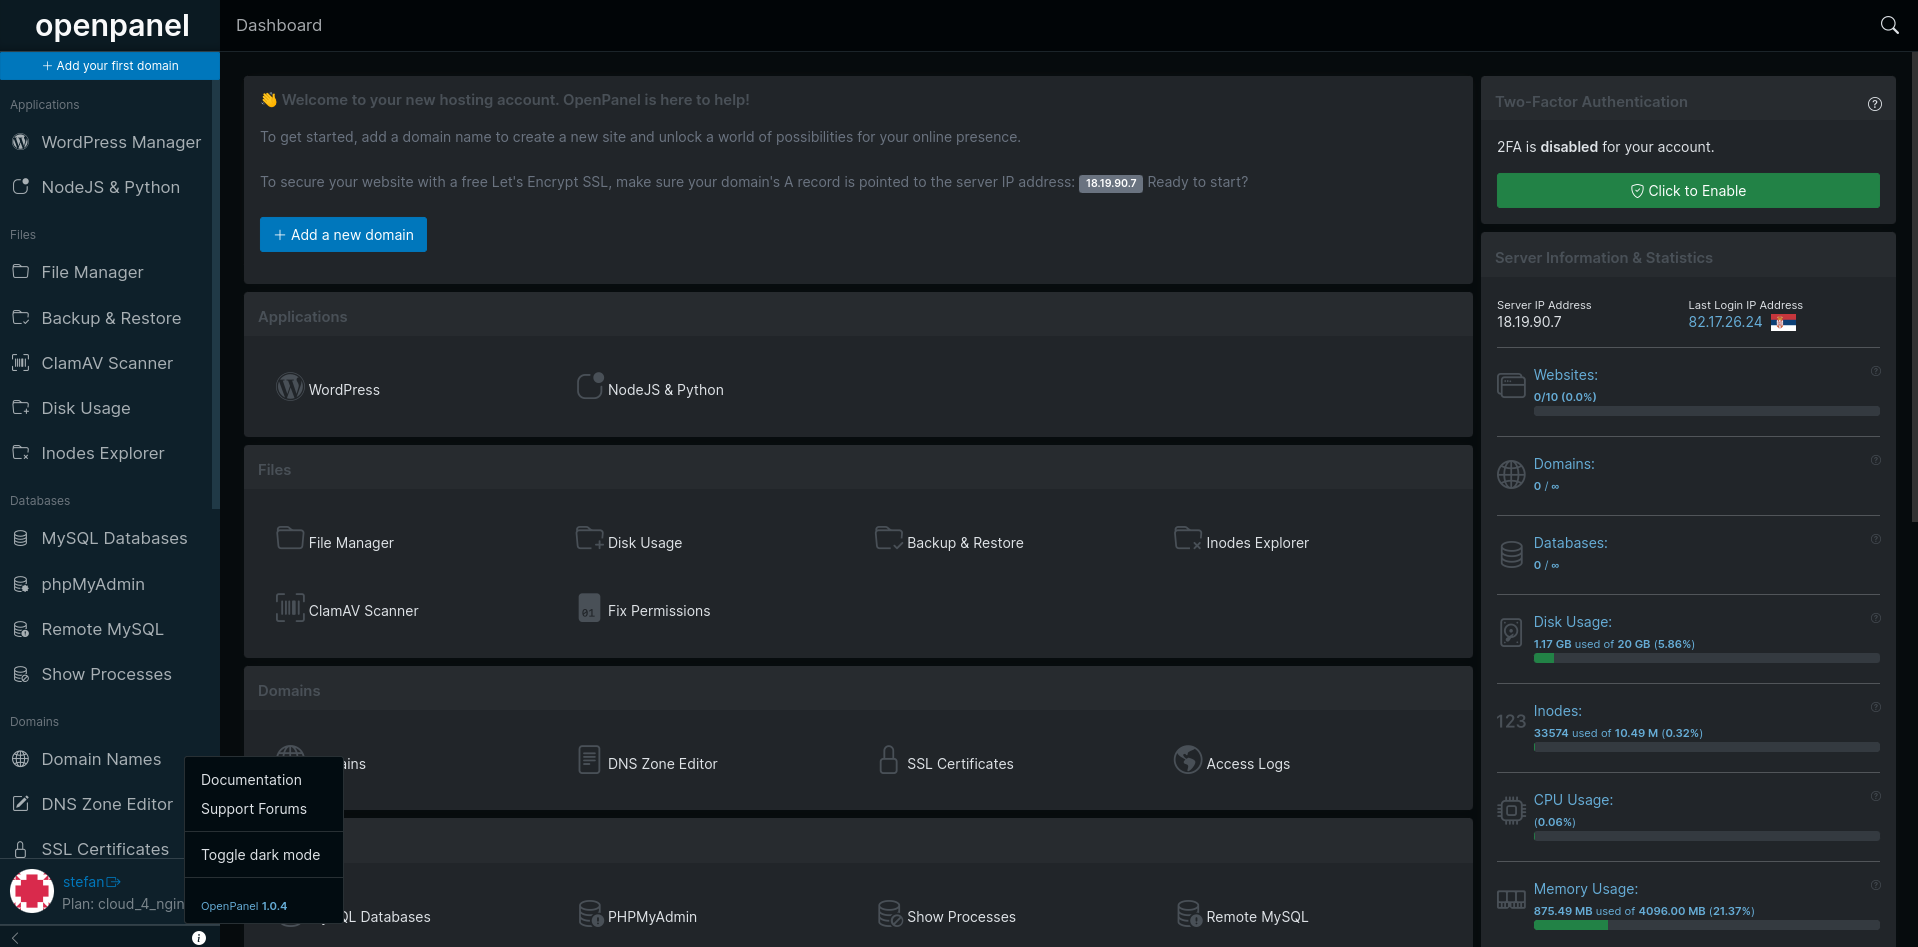 openpanel
Dashboard
+ Add your first domain
Applications
WordPress Manager
NodeJS & Python
Files
File Manager
Backup & Restore
ClamAV Scanner
Disk Usage
Inodes Explorer
Databases
MySQL Databases
phpMyAdmin
Remote MySQL
Show Processes
Domains
Domain Names
DNS Zone Editor
SSL Certificates
stefan
Plan: cloud_4_ngin
Documentation
Support Forums
Toggle dark mode
OpenPanel 1.0.4
👋 Welcome to your new hosting account. OpenPanel is here to help!
To get started, add a domain name to create a new site and unlock a world of possibilities for your online presence.
To secure your website with a free Let's Encrypt SSL, make sure your domain's A record is pointed to the server IP address: 18.19.90.7 Ready to start?
+ Add a new domain
Applications
WordPress
NodeJS & Python
Files
File Manager
Disk Usage
Backup & Restore
Inodes Explorer
ClamAV Scanner
01
Fix Permissions
Domains
ains
DNS Zone Editor
SSL Certificates
Access Logs
QL Databases
PHPMyAdmin
Show Processes
Remote MySQL
Two-Factor Authentication
2FA is disabled for your account.
Click to Enable
Server Information & Statistics
Server IP Address
18.19.90.7
Last Login IP Address
82.17.26.24
Websites:
0/10 (0.0%)
Domains:
0 / ∞
Databases:
0 / ∞
Disk Usage:
1.17 GB used of 20 GB (5.86%)
123
Inodes:
33574 used of 10.49 M (0.32%)
CPU Usage:
(0.06%)
Memory Usage:
875.49 MB used of 4096.00 MB (21.37%)